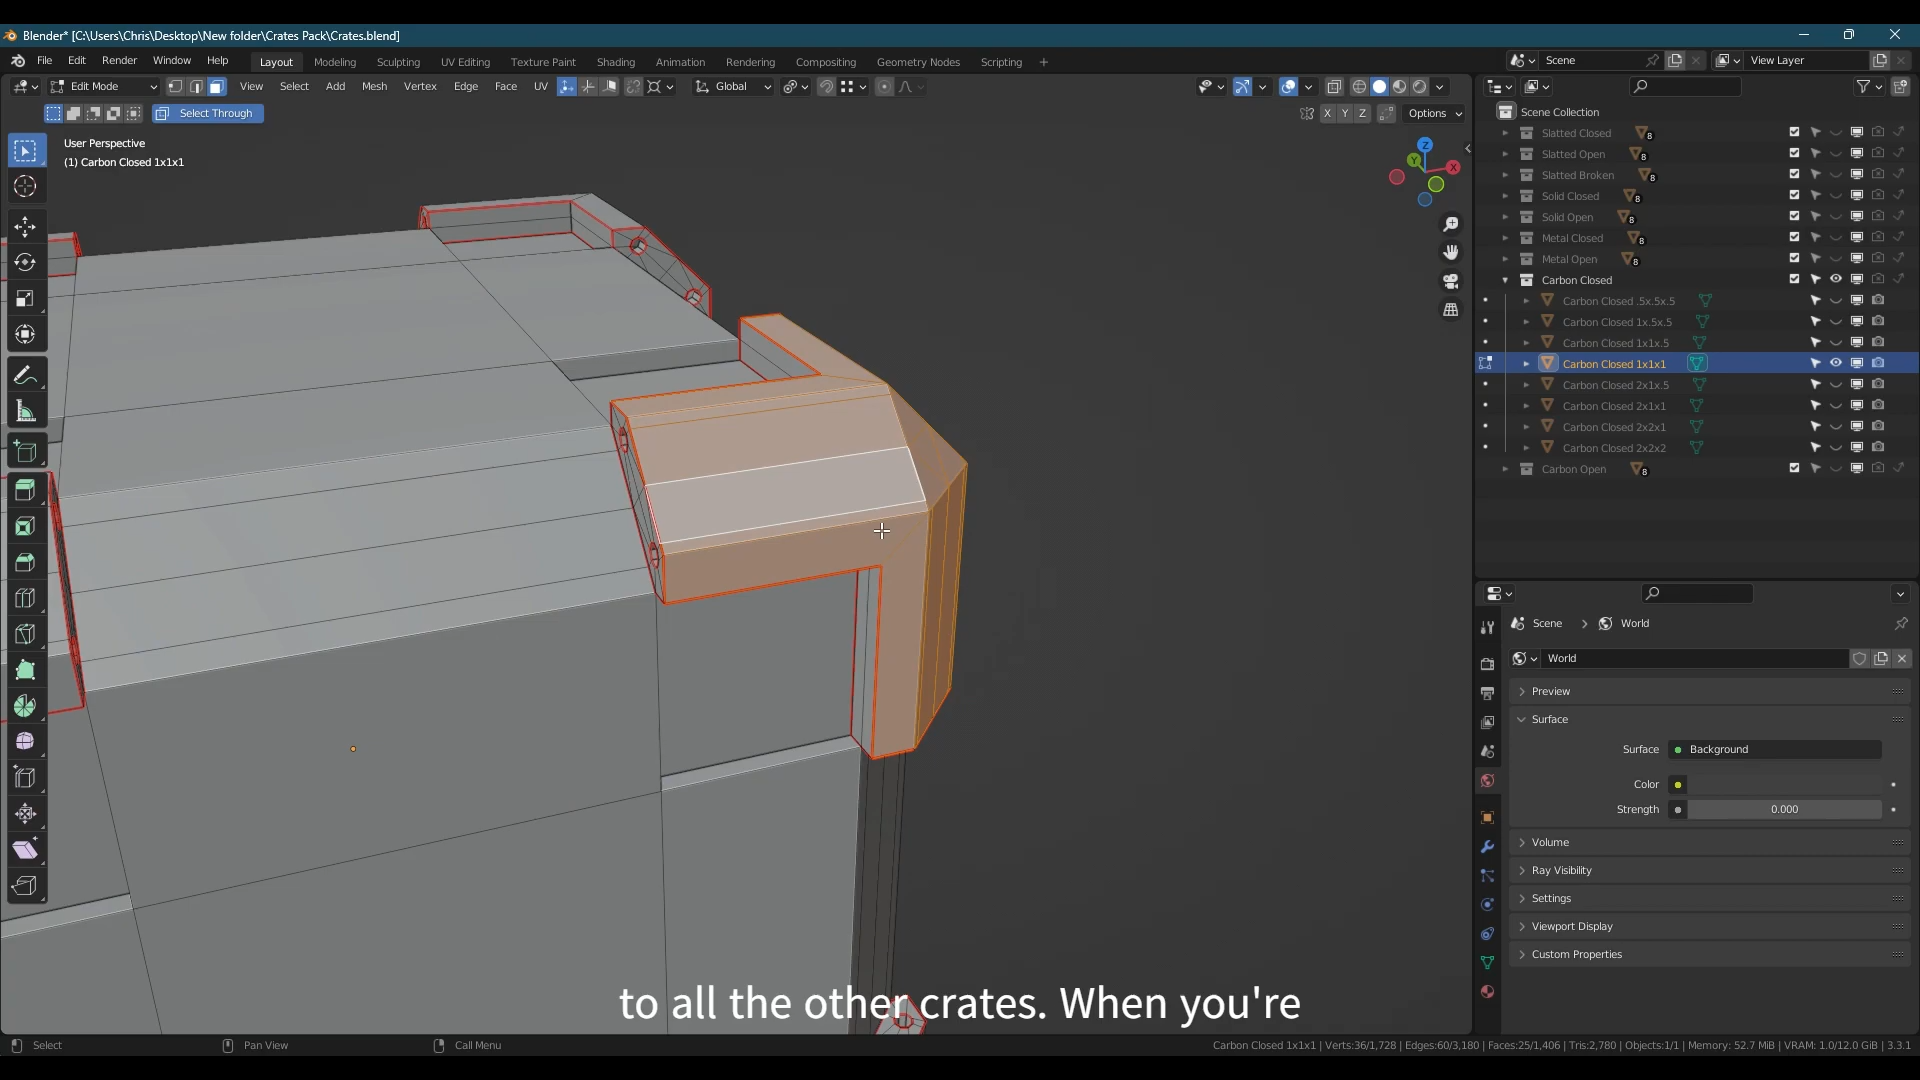 Blender* [C:\Users\Chris\Desktop\New folder\Crates Pack\Crates.blend]
File Edit Render Window Help Layout Modeling Sculpting UV Editing Texture Paint Shading Animation Rendering Compositing Geometry Nodes Scripting + Scene View Layer
Edit Mode View Select Add Mesh Vertex Edge Face UV Global
Select Through X Y Z Options
User Perspective
(1) Carbon Closed 1x1x1
Z
Y
X
Scene Collection
Slatted Closed 8
Slatted Open 8
Slatted Broken 8
Solid Closed 8
Solid Open 8
Metal Closed 8
Metal Open 8
Carbon Closed
Carbon Closed .5x.5x.5
Carbon Closed 1x.5x.5
Carbon Closed 1x1x.5
Carbon Closed 1x1x1
Carbon Closed 2x1x.5
Carbon Closed 2x1x1
Carbon Closed 2x2x1
Carbon Closed 2x2x2
Carbon Open 8
Scene World
World
Preview
Surface
Surface Background
Color
Strength 0.000
Volume
Ray Visibility
Settings
Viewport Display
Custom Properties
to all the other crates. When you're
Select Pan View Call Menu Carbon Closed 1x1x1 | Verts:36/1,728 | Edges:60/3,180 | Faces:25/1,406 | Tris:2,780 | Objects:1/1 | Memory: 52.7 MiB | VRAM: 1.0/12.0 GiB | 3.3.1